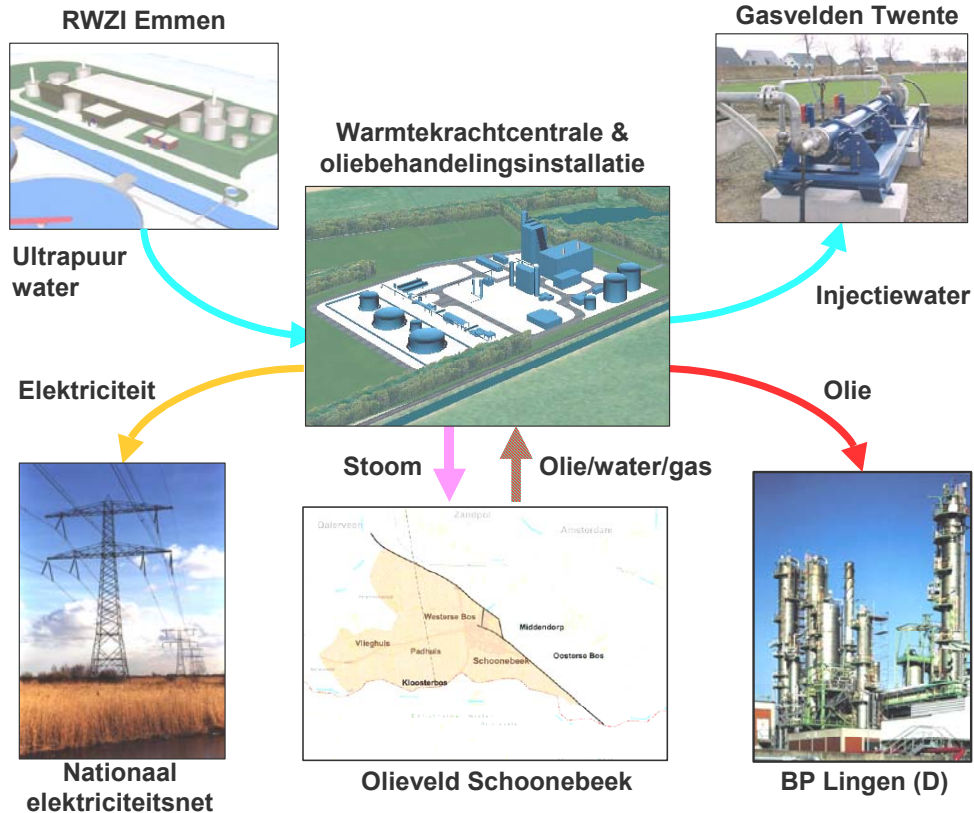 RWZI Emmen
Gasvelden Twente
Warmtekrachtcentrale &
oliebehandelingsinstallatie
Ultrapuur
water
Injectiewater
Elektriciteit
Olie
Stoom
Olie/water/gas
Dalerveen
Zandpol
Amsterdam
Westerse Bos
Middendorp
Vlieghuis
Padhuis
Schoonebeek
Oosterse Bos
Kloosterbos
Nationaal
elektriciteitsnet
Olieveld Schoonebeek
BP Lingen (D)